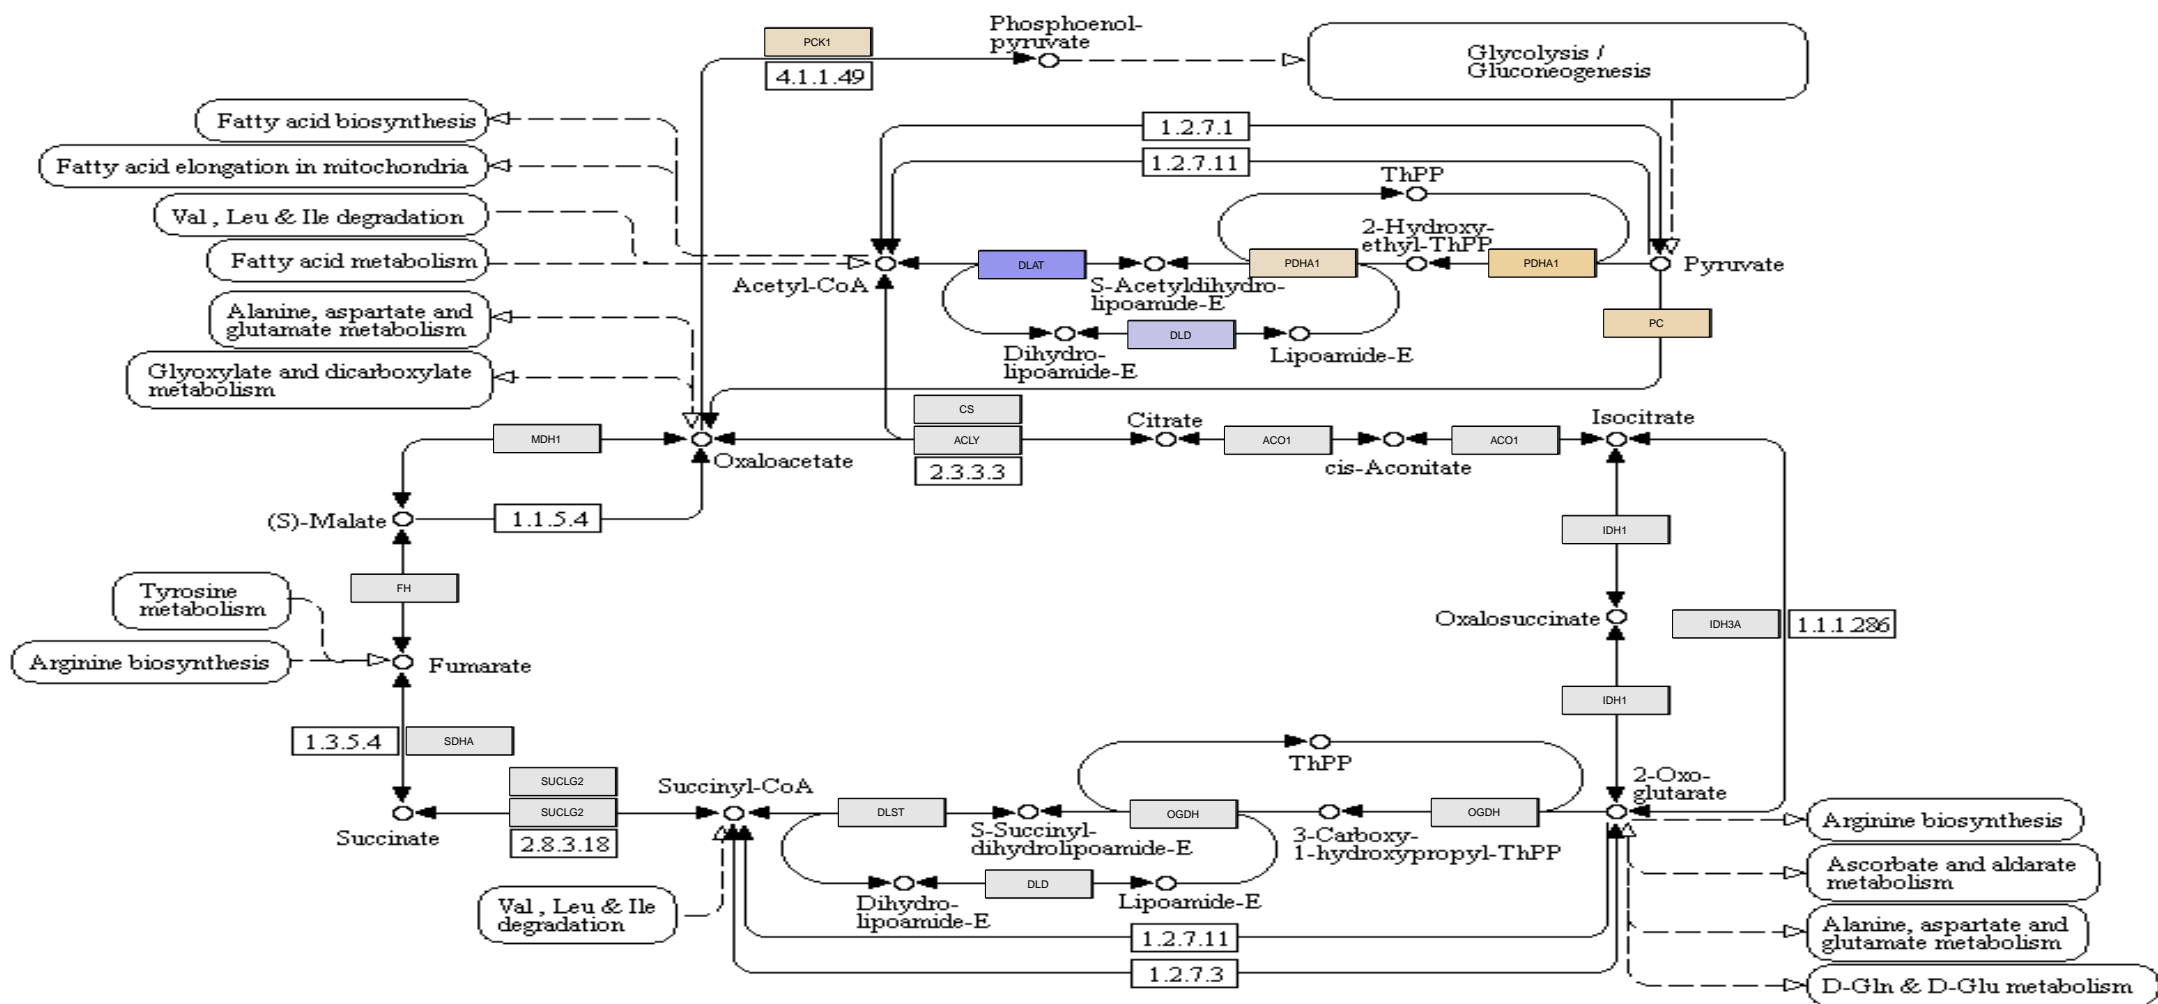 Phosphoenol-
pyruvate
PCK1
4.1.1.49
Glycolysis /
Gluconeogenesis
Fatty acid biosynthesis
1.2.7.1
Fatty acid elongation in mitochondria
1.2.7.11
ThPP
Val , Leu & Ile degradation
2-Hydroxy-
ethyl-ThPP
Fatty acid metabolism
DLAT
PDHA1
PDHA1
Pyruvate
Acetyl-CoA
S-Acetyldihydro-
lipoamide-E
Alanine, aspartate and
glutamate metabolism
DLD
PC
Dihydro-
lipoamide-E
Lipoamide-E
Glyoxylate and dicarboxylate
metabolism
CS
Citrate
Isocitrate
MDH1
ACLY
ACO1
ACO1
Oxaloacetate
2.3.3.3
cis-Aconitate
(S)-Malate
1.1.5.4
IDH1
FH
Tyrosine
metabolism
Oxalosuccinate
IDH3A
1.1.1.286
Arginine biosynthesis
Fumarate
IDH1
1.3.5.4
SDHA
ThPP
SUCLG2
Succinyl-CoA
2-Oxo-
glutarate
SUCLG2
DLST
OGDH
OGDH
Succinate
2.8.3.18
S-Succinyl-
dihydrolipoamide-E
3-Carboxy-
1-hydroxypropyl-ThPP
Arginine biosynthesis
Ascorbate and aldarate
metabolism
DLD
Val , Leu & Ile
degradation
Dihydro-
lipoamide-E
Lipoamide-E
Alanine, aspartate and
glutamate metabolism
1.2.7.11
1.2.7.3
D-Gln & D-Glu metabolism